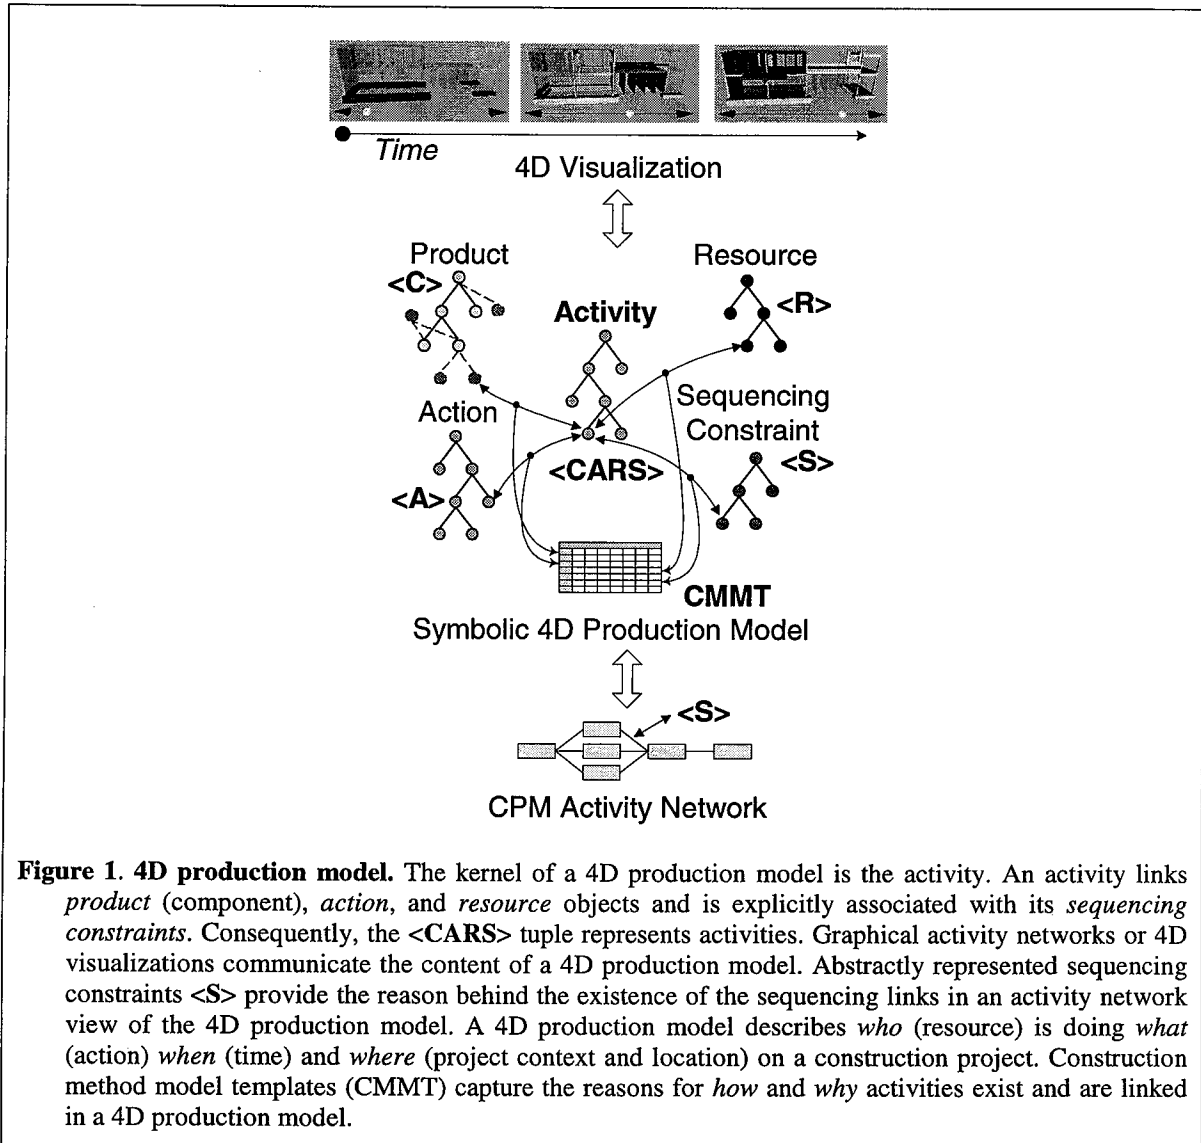 Time
4D Visualization
Product
<C>
Resource
<R>
Activity
Action
<A>
Sequencing
Constraint
<S>
<CARS>
CMMT
Symbolic 4D Production Model
<S>
CPM Activity Network
Figure 1. 4D production model. The kernel of a 4D production model is the activity. An activity links
product (component), action, and resource objects and is explicitly associated with its sequencing
constraints. Consequently, the <CARS> tuple represents activities. Graphical activity networks or 4D
visualizations communicate the content of a 4D production model. Abstractly represented sequencing
constraints <S> provide the reason behind the existence of the sequencing links in an activity network
view of the 4D production model. A 4D production model describes who (resource) is doing what
(action) when (time) and where (project context and location) on a construction project. Construction
method model templates (CMMT) capture the reasons for how and why activities exist and are linked
in a 4D production model.